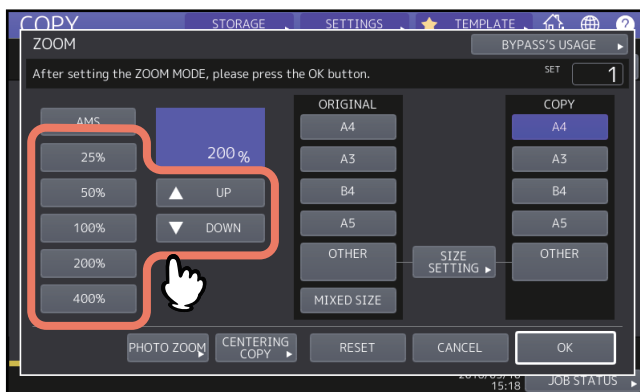 COPY STORAGE SETTINGS TEMPLATE ?
ZOOM BYPASS'S USAGE
After setting the ZOOM MODE, please press the OK button. SET 1
ORIGINAL COPY
AMS A4 A4
25% 200 % A3 A3
50% UP B4 B4
100% DOWN A5 A5
200% OTHER SIZE SETTING OTHER
400% MIXED SIZE
PHOTO ZOOM CENTERING COPY RESET CANCEL OK
15:18 JOB STATUS